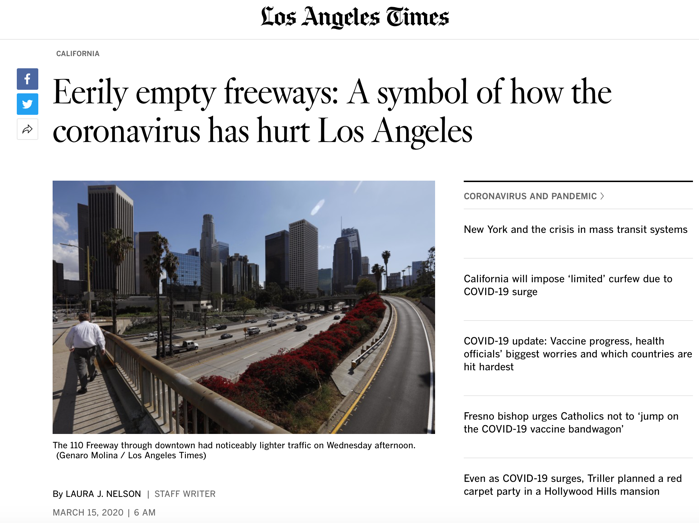 Los Angeles Times
CALIFORNIA
Eerily empty freeways: A symbol of how the
coronavirus has hurt Los Angeles
The 110 Freeway through downtown had noticeably lighter traffic on Wednesday afternoon.
(Genaro Molina / Los Angeles Times)
By LAURA J. NELSON | STAFF WRITER
MARCH 15, 2020 | 6 AM
CORONAVIRUS AND PANDEMIC >
New York and the crisis in mass transit systems
California will impose ‘limited’ curfew due to
COVID-19 surge
COVID-19 update: Vaccine progress, health
officials’ biggest worries and which countries are
hit hardest
Fresno bishop urges Catholics not to ‘jump on
the COVID-19 vaccine bandwagon’
Even as COVID-19 surges, Triller planned a red
carpet party in a Hollywood Hills mansion